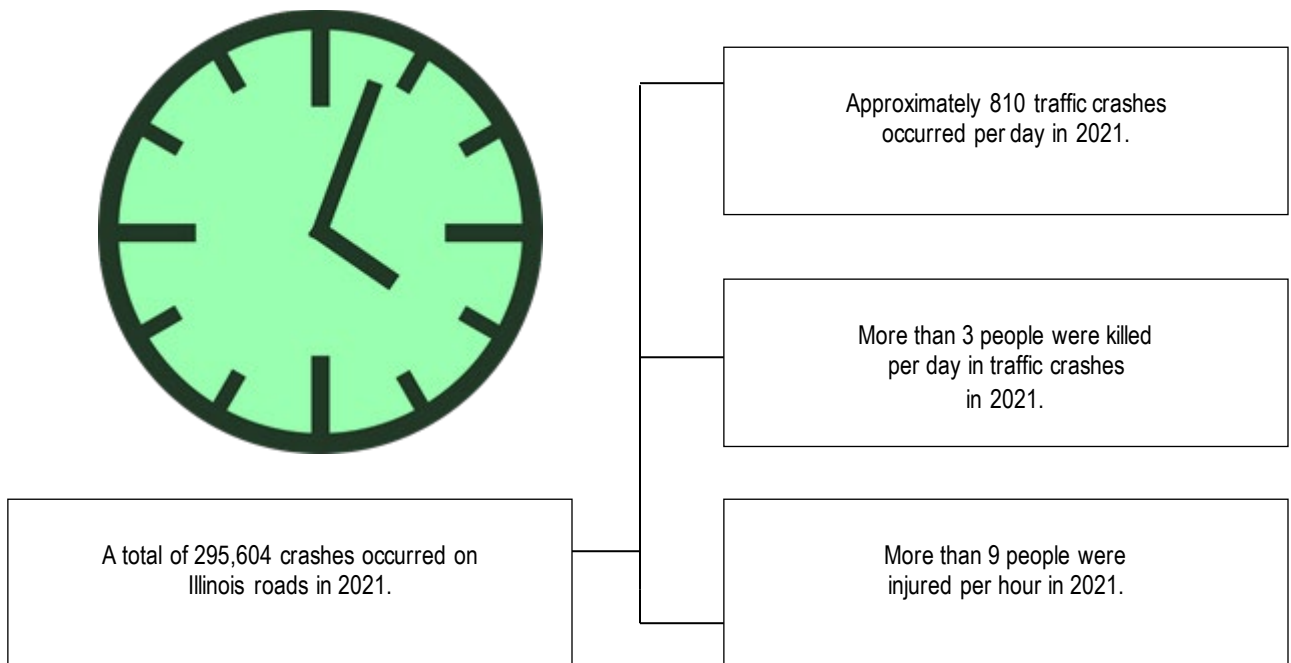 Approximately 810 traffic crashes
occurred per day in 2021.
More than 3 people were killed
per day in traffic crashes
in 2021.
A total of 295,604 crashes occurred on
Illinois roads in 2021.
More than 9 people were
injured per hour in 2021.